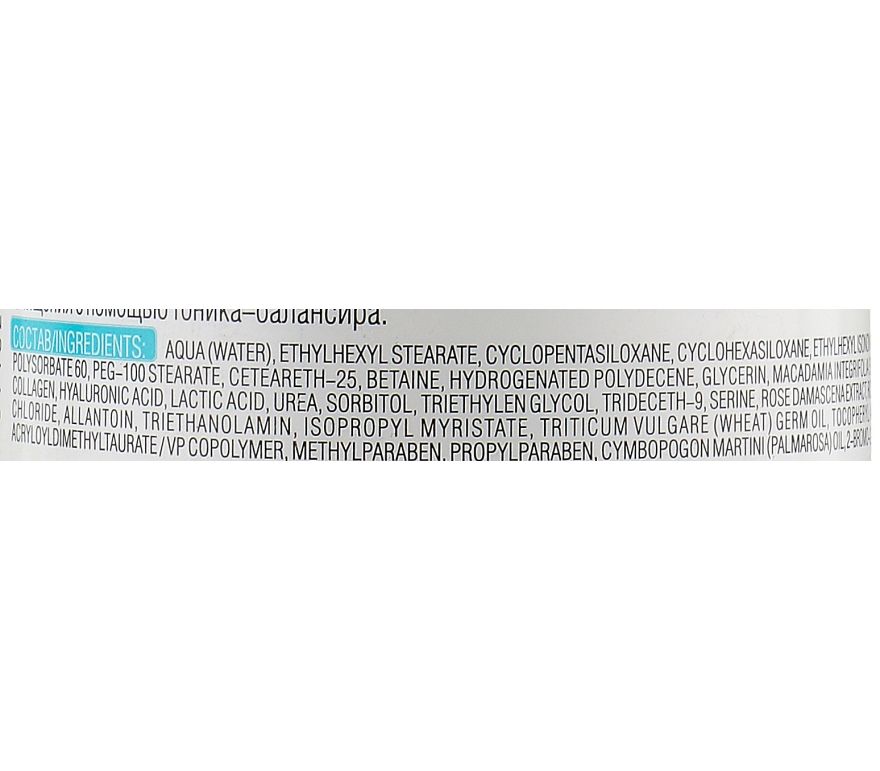 с помощью тоника–балансира.
СОСТАВ/INGREDIENTS: AQUA (WATER), ETHYLHEXYL STEARATE, CYCLOPENTASILOXANE, CYCLOHEXASILOXANE, ETHYLHEXYL
POLYSORBATE 60, PEG–100 STEARATE, CETEARETH–25, BETAINE, HYDROGENATED POLYDECENE, GLYCERIN, MACADAMIA
COLLAGEN, HYALURONIC ACID, LACTIC ACID, UREA, SORBITOL, TRIETHYLEN GLYCOL, TRIDECETH–9, SERINE, ROSE DAMASCENA EXTRACT
CHLORIDE, ALLANTOIN, TRIETHANOLAMIN, ISOPROPYL MYRISTATE, TRITICUM VULGARE (WHEAT) GERM OIL,
ACRYLOYLDIMETHYLTAURATE/VP COPOLYMER, METHYLPARABEN, PROPYLPARABEN, CYMBOPOGON MARTINI (PALMAROSA) OIL,